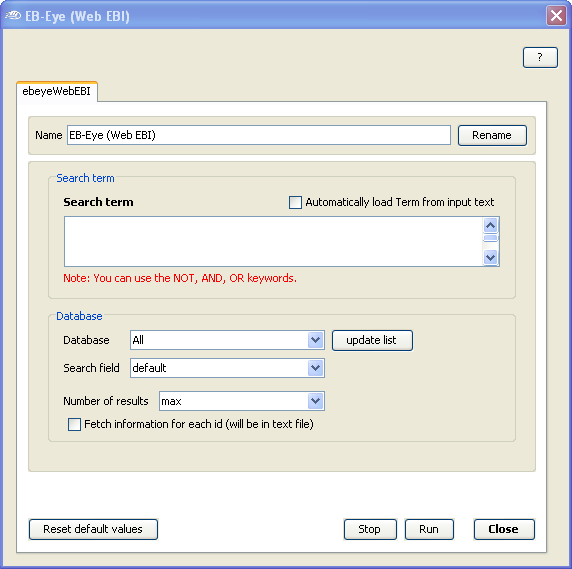 EB-Eye (Web EBI)
?
ebeyeWebEBI
Name EB-Eye (Web EBI) Rename
Search term
Search term Automatically load Term from input text
Note: You can use the NOT, AND, OR keywords.
Database
Database All update list
Search field default
Number of results max
Fetch information for each id (will be in text file)
Reset default values Stop Run Close